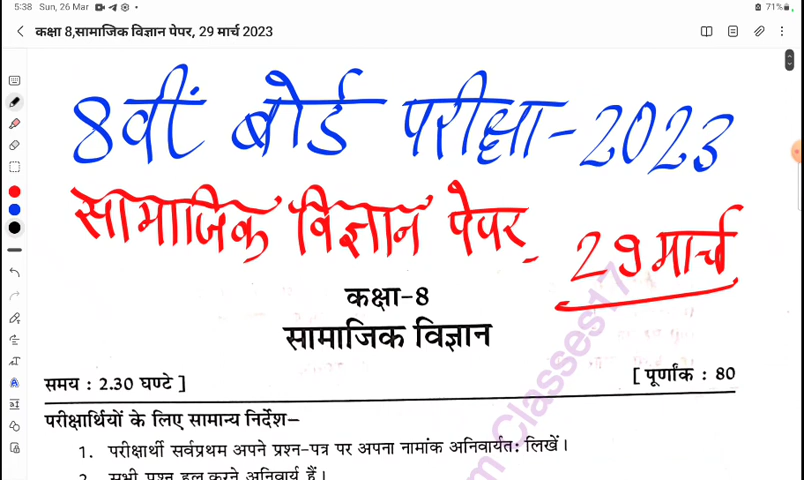 5:38 Sun, 26 Mar
71%
कक्षा 8,सामाजिक विज्ञान पेपर, 29 मार्च 2023
8वीं बोर्ड परीक्षा-2023
सामाजिक विज्ञान पेपर,
29 मार्च
कक्षा-8
सामाजिक विज्ञान
समय : 2.30 घण्टे ]
[ पूर्णांक : 80
परीक्षार्थियों के लिए सामान्य निर्देश–
1. परीक्षार्थी सर्वप्रथम अपने प्रश्न-पत्र पर अपना नामांक अनिवार्यत: लिखें।
2. सभी प्रश्न हल करने अनिवार्य हैं।
Classes17